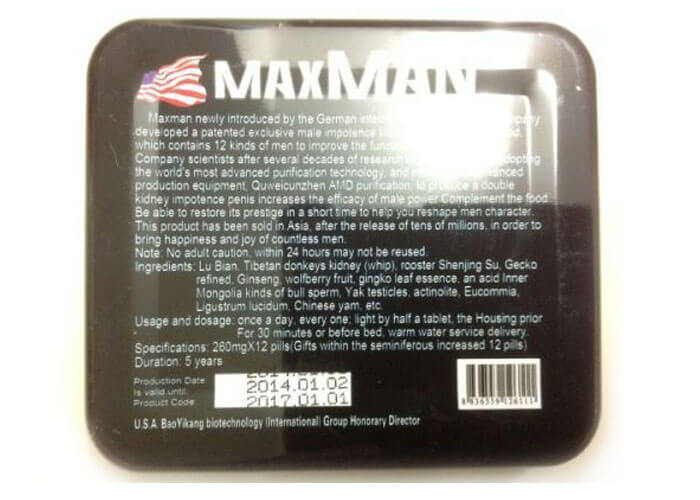 MAXMAN
Maxman newly introduced by the German
developed a patented exclusive male impotence
which contains 12 kinds of men to improve the
Company scientists after several decades of research adopting
the world's most advanced purification technology, and
production equipment, Quweicunzhen AMD purification, to produce a double
kidney impotence penis increases the efficacy of male power Complement the food
Be able to restore its prestige in a short time to help you reshape men character.
This product has been sold in Asia, after the release of tens of millions, in order to
bring happiness and joy of countless men.
Note: No adult caution, within 24 hours may not be reused.
Ingredients: Lu Bian, Tibetan donkeys kidney (whip), rooster Shenjing Su, Gecko
refined, Ginseng, wolfberry fruit, gingko leaf essence, an acid Inner
Mongolia kinds of bull sperm, Yak testicles, actinolite, Eucommia,
Ligustrum lucidum, Chinese yam, etc.
Usage and dosage: once a day, every one: light by half a tablet, the Housing prior
For 30 minutes or before bed, warm water service delivery.
Specifications: 260mgX12 pills(Gifts within the seminiferous increased 12 pills)
Duration: 5 years
Production Date
Is valid until 2014.01.02
Product Code 2017.01.01
8 836559 126111
U.S.A. BaoYikang biotechnology (International) Group Honorary Director